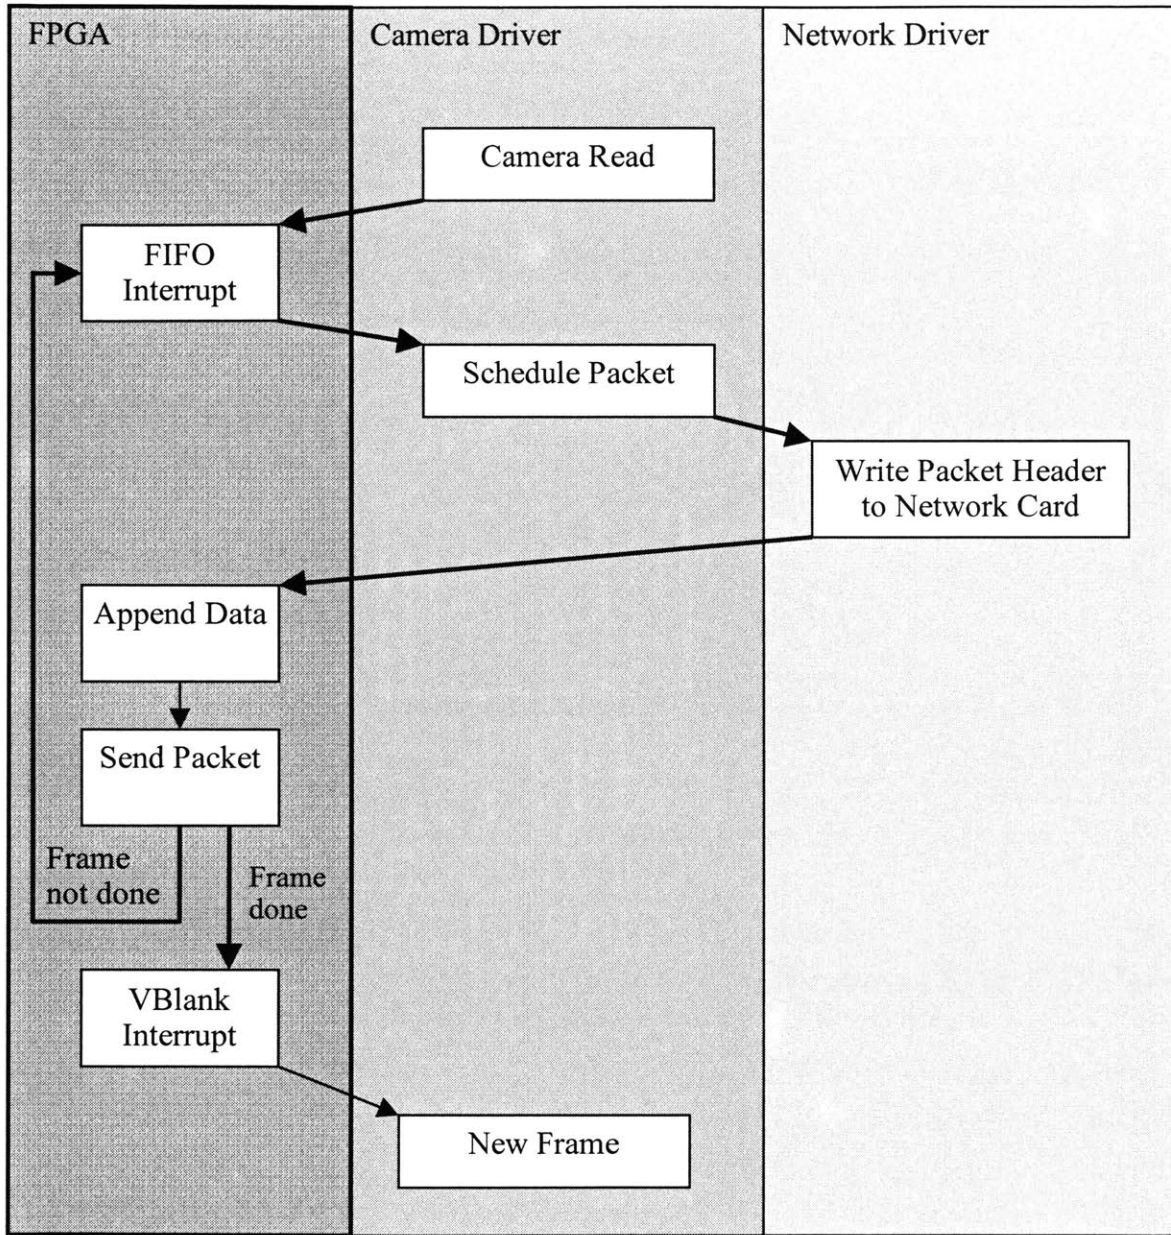 FPGA
Camera Driver
Network Driver
Camera Read
FIFO
Interrupt
Schedule Packet
Write Packet Header
to Network Card
Append Data
Send Packet
Frame
not done
Frame
done
VBlank
Interrupt
New Frame